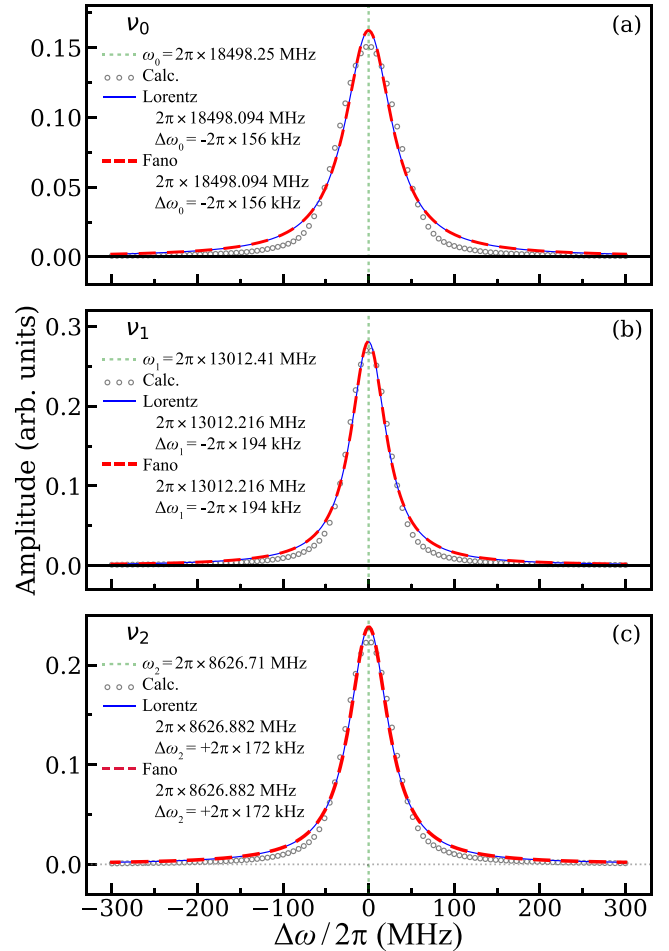 Amplitude (arb. units)
ν₀
(a)
ω₀ = 2π × 18498.25 MHz
Calc.
Lorentz
2π × 18498.094 MHz
Δω₀ = -2π × 156 kHz
Fano
2π × 18498.094 MHz
Δω₀ = -2π × 156 kHz
0.15
0.10
0.05
0.00
ν₁
(b)
ω₁ = 2π × 13012.41 MHz
Calc.
Lorentz
2π × 13012.216 MHz
Δω₁ = -2π × 194 kHz
Fano
2π × 13012.216 MHz
Δω₁ = -2π × 194 kHz
0.3
0.2
0.1
0.0
ν₂
(c)
ω₂ = 2π × 8626.71 MHz
Calc.
Lorentz
2π × 8626.882 MHz
Δω₂ = +2π × 172 kHz
Fano
2π × 8626.882 MHz
Δω₂ = +2π × 172 kHz
0.2
0.1
0.0
−300 −200 −100 0 100 200 300
Δω / 2π (MHz)